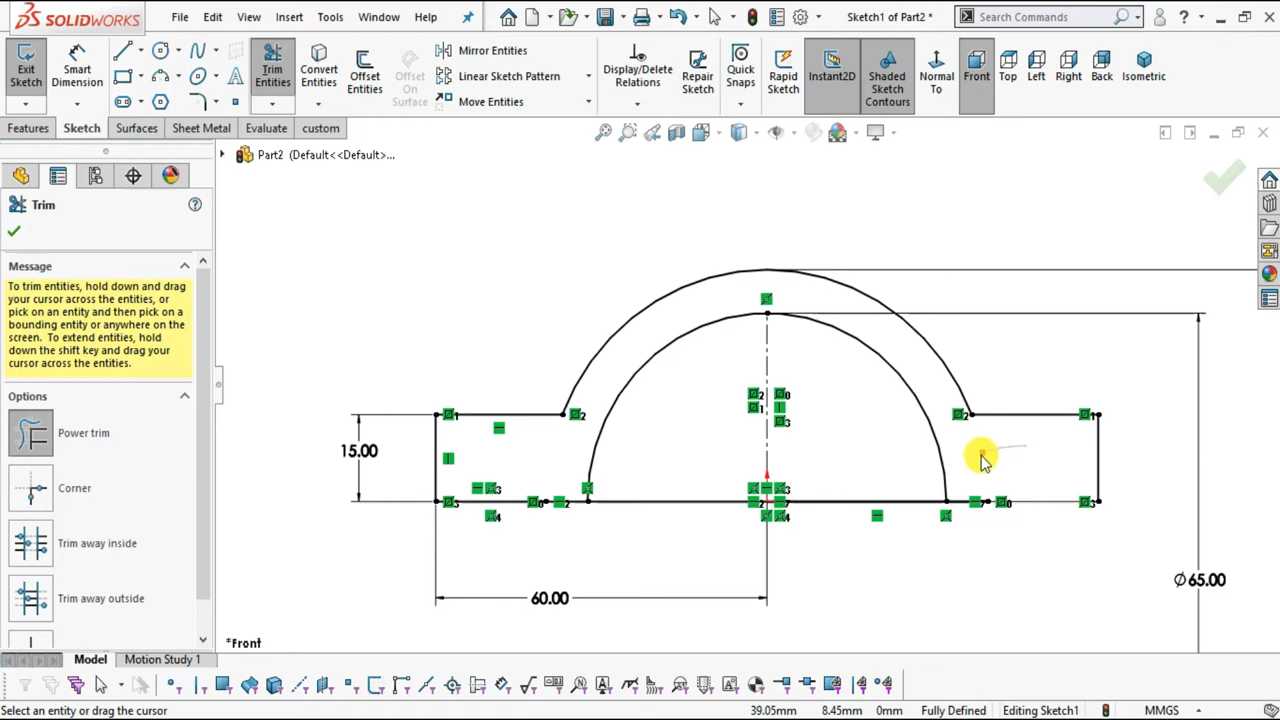 SOLIDWORKS
File Edit View Insert Tools Window Help
Sketch1 of Part2 *
Search Commands
Exit Sketch
Smart Dimension
Trim Entities
Convert Entities
Offset Entities
Offset On Surface
Mirror Entities
Linear Sketch Pattern
Move Entities
Display/Delete Relations
Repair Sketch
Quick Snaps
Rapid Sketch
Instant2D
Shaded Sketch Contours
Normal To
Front
Top
Left
Right
Back
Isometric
Features Sketch Surfaces Sheet Metal Evaluate custom
Part2 (Default<<Default>...
Trim
Message
To trim entities, hold down and drag
your cursor across the entities, or
pick on an entity and then pick on a
bounding entity or anywhere on the
screen. To extend entities, hold
down the shift key and drag your
cursor across the entities.
Options
Power trim
Corner
Trim away inside
Trim away outside
15.00
60.00
Ø65.00
*Front
Model Motion Study 1
Select an entity or drag the cursor
39.05mm 8.45mm 0mm Fully Defined Editing Sketch1 MMGS